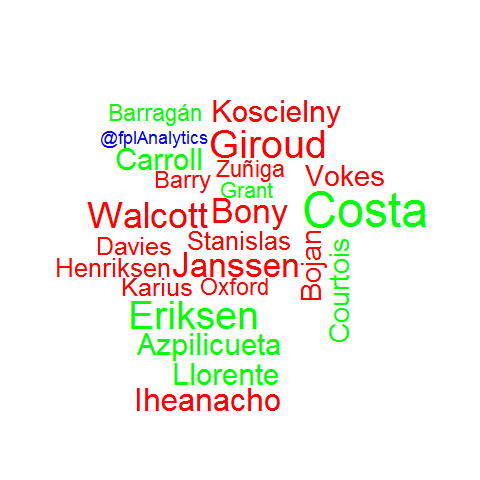 Barragán Koscielny
@fplAnalytics Giroud
Carroll Zuñiga Vokes
Barry Grant
Walcott Bony Costa
Davies Stanislas Bojan
Henriksen Janssen Courtois
Karius Oxford
Eriksen
Azpilicueta
Llorente
Iheanacho